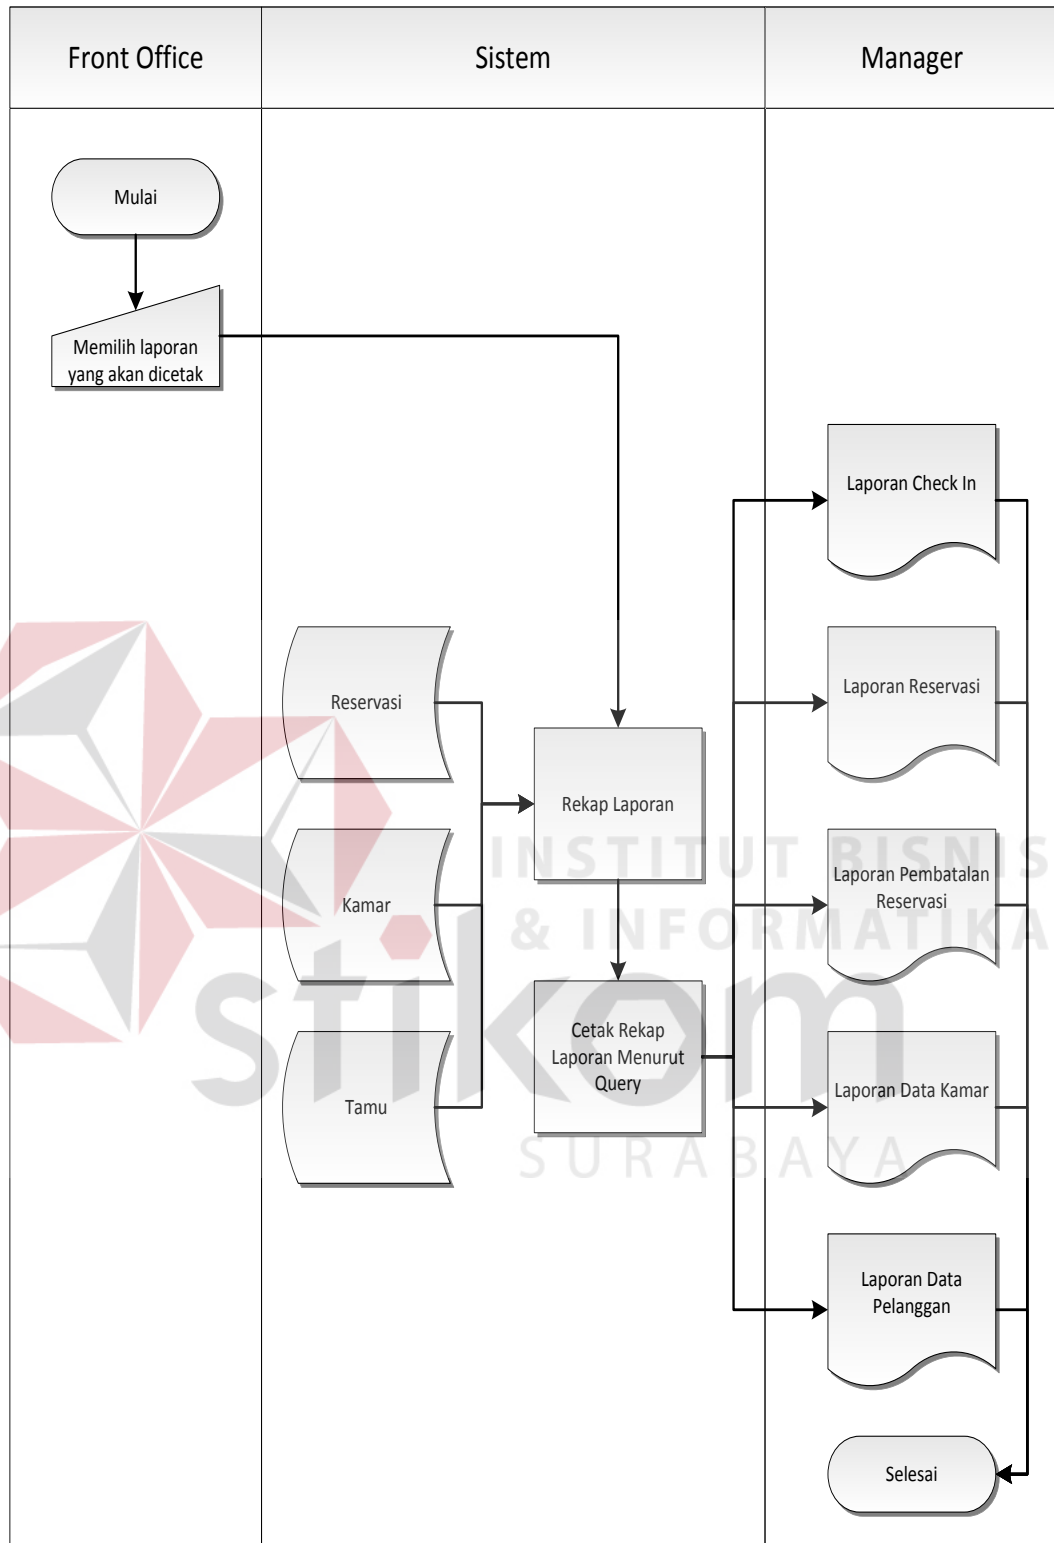 Front Office
Sistem
Manager
Mulai
Memilih laporan
yang akan dicetak
Laporan Check In
Reservasi
Laporan Reservasi
Rekap Laporan
Kamar
Laporan Pembatalan
Reservasi
Cetak Rekap
Laporan Menurut
Query
Tamu
Laporan Data Kamar
Laporan Data
Pelanggan
Selesai
INSTITUT BISNIS
& INFORMATIKA
stikom
SURABAYA